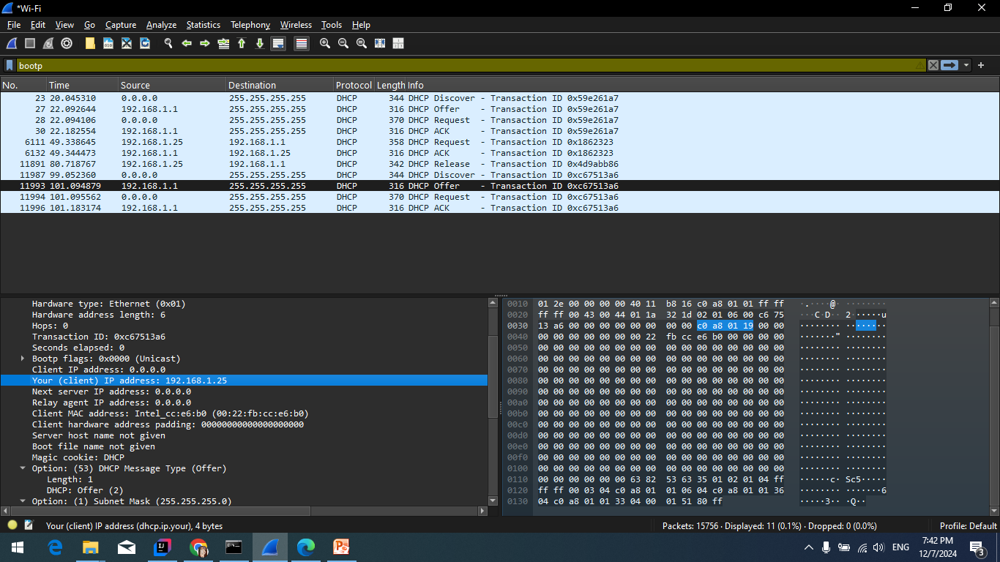 *Wi-Fi
File Edit View Go Capture Analyze Statistics Telephony Wireless Tools Help
bootp
No. Time Source Destination Protocol Length Info
23 20.045310 0.0.0.0 255.255.255.255 DHCP 344 DHCP Discover - Transaction ID 0x59e261a7
27 22.092644 192.168.1.1 255.255.255.255 DHCP 316 DHCP Offer - Transaction ID 0x59e261a7
28 22.094106 0.0.0.0 255.255.255.255 DHCP 370 DHCP Request - Transaction ID 0x59e261a7
30 22.182554 192.168.1.1 255.255.255.255 DHCP 316 DHCP ACK - Transaction ID 0x59e261a7
6111 49.338645 192.168.1.25 192.168.1.1 DHCP 358 DHCP Request - Transaction ID 0x1862323
6132 49.344473 192.168.1.1 192.168.1.25 DHCP 316 DHCP ACK - Transaction ID 0x1862323
11891 80.718767 192.168.1.25 192.168.1.1 DHCP 342 DHCP Release - Transaction ID 0x4d9abb86
11987 99.052360 0.0.0.0 255.255.255.255 DHCP 344 DHCP Discover - Transaction ID 0xc67513a6
11993 101.094879 192.168.1.1 255.255.255.255 DHCP 316 DHCP Offer - Transaction ID 0xc67513a6
11994 101.095562 0.0.0.0 255.255.255.255 DHCP 370 DHCP Request - Transaction ID 0xc67513a6
11996 101.183174 192.168.1.1 255.255.255.255 DHCP 316 DHCP ACK - Transaction ID 0xc67513a6
Hardware type: Ethernet (0x01)
Hardware address length: 6
Hops: 0
Transaction ID: 0xc67513a6
Seconds elapsed: 0
Bootp flags: 0x0000 (Unicast)
Client IP address: 0.0.0.0
Your (client) IP address: 192.168.1.25
Next server IP address: 0.0.0.0
Relay agent IP address: 0.0.0.0
Client MAC address: Intel_cc:e6:b0 (00:22:fb:cc:e6:b0)
Client hardware address padding: 00000000000000000000
Server host name not given
Boot file name not given
Magic cookie: DHCP
Option: (53) DHCP Message Type (Offer)
Length: 1
DHCP: Offer (2)
Option: (1) Subnet Mask (255.255.255.0)
0010 01 2e 00 00 00 00 40 11 b8 16 c0 a8 01 01 ff ff ·.····@· ········
0020 ff ff 00 43 00 44 01 1a 32 1d 02 01 06 00 c6 75 ···C·D·· 2······u
0030 13 a6 00 00 00 00 00 00 00 00 c0 a8 01 19 00 00 ········ ········
0040 00 00 00 00 00 00 00 22 fb cc e6 b0 00 00 00 00 ·······" ········
0050 00 00 00 00 00 00 00 00 00 00 00 00 00 00 00 00 ········ ········
0060 00 00 00 00 00 00 00 00 00 00 00 00 00 00 00 00 ········ ········
0070 00 00 00 00 00 00 00 00 00 00 00 00 00 00 00 00 ········ ········
0080 00 00 00 00 00 00 00 00 00 00 00 00 00 00 00 00 ········ ········
0090 00 00 00 00 00 00 00 00 00 00 00 00 00 00 00 00 ········ ········
00a0 00 00 00 00 00 00 00 00 00 00 00 00 00 00 00 00 ········ ········
00b0 00 00 00 00 00 00 00 00 00 00 00 00 00 00 00 00 ········ ········
00c0 00 00 00 00 00 00 00 00 00 00 00 00 00 00 00 00 ········ ········
00d0 00 00 00 00 00 00 00 00 00 00 00 00 00 00 00 00 ········ ········
00e0 00 00 00 00 00 00 00 00 00 00 00 00 00 00 00 00 ········ ········
00f0 00 00 00 00 00 00 00 00 00 00 00 00 00 00 00 00 ········ ········
0100 00 00 00 00 00 00 00 00 00 00 00 00 00 00 00 00 ········ ········
0110 00 00 00 00 00 00 63 82 53 63 35 01 02 01 04 ff ······c· Sc5·····
0120 ff ff 00 03 04 c0 a8 01 01 06 04 c0 a8 01 01 36 ········ ·······6
0130 04 c0 a8 01 01 33 04 00 01 51 80 ff ·····3·· ·Q··
Your (client) IP address (dhcp.ip.your), 4 bytes
Packets: 15756 · Displayed: 11 (0.1%) · Dropped: 0 (0.0%)
Profile: Default
ENG
7:42 PM
12/7/2024
3